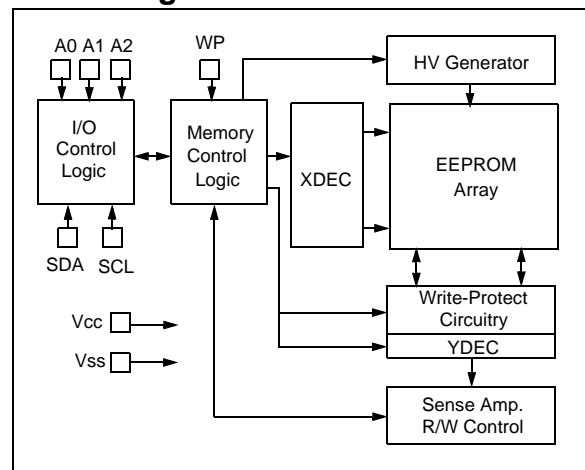 A0 A1 A2
WP
HV Generator
I/O
Control
Logic
Memory
Control
Logic
XDEC
EEPROM
Array
SDA
SCL
Write-Protect
Circuitry
YDEC
Vcc
Vss
Sense Amp.
R/W Control